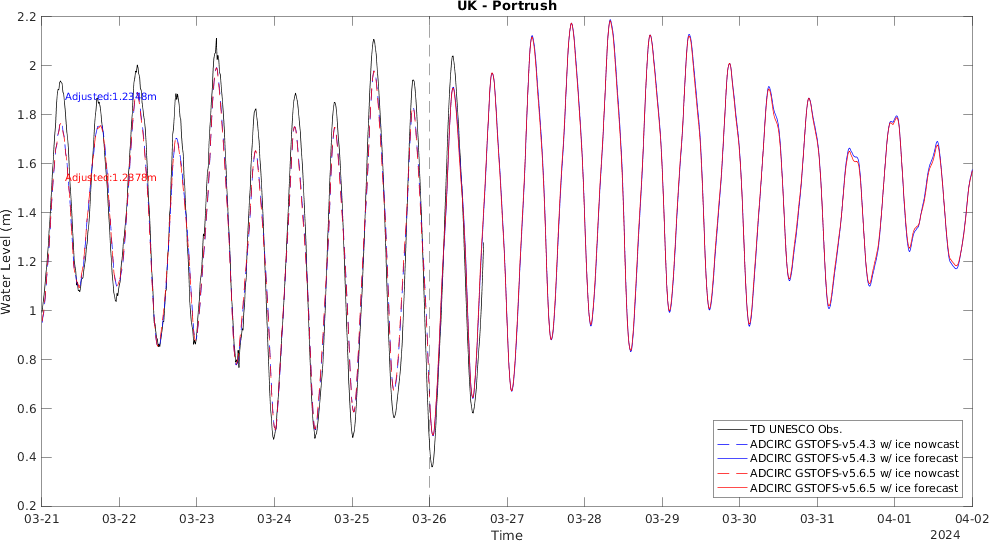 UK - Portrush
2.2
2
1.8
1.6
1.4
1.2
1
0.8
0.6
0.4
0.2
Water Level (m)
Adjusted:1.2348m
Adjusted:1.2878m
TD UNESCO Obs.
ADCIRC GSTOFS-v5.4.3 w/ ice nowcast
ADCIRC GSTOFS-v5.4.3 w/ ice forecast
ADCIRC GSTOFS-v5.6.5 w/ ice nowcast
ADCIRC GSTOFS-v5.6.5 w/ ice forecast
03-21 03-22 03-23 03-24 03-25 03-26 03-27 03-28 03-29 03-30 03-31 04-01 04-02
Time
2024